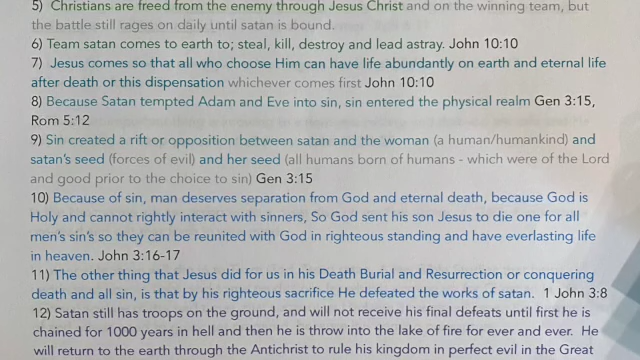 5) Christians are freed from the enemy through Jesus Christ and on the winning team, but
the battle still rages on daily until satan is bound.
6) Team satan comes to earth to; steal, kill, destroy and lead astray. John 10:10
7) Jesus comes so that all who choose Him can have life abundantly on earth and eternal life
after death or this dispensation whichever comes first John 10:10
8) Because Satan tempted Adam and Eve into sin, sin entered the physical realm Gen 3:15,
Rom 5:12
9) Sin created a rift or opposition between satan and the woman (a human/humankind) and
satan's seed (forces of evil) and her seed (all humans born of humans - which were of the Lord
and good prior to the choice to sin) Gen 3:15
10) Because of sin, man deserves separation from God and eternal death, because God is
Holy and cannot rightly interact with sinners, So God sent his son Jesus to die one for all
men's sin's so they can be reunited with God in righteous standing and have everlasting life
in heaven. John 3:16-17
11) The other thing that Jesus did for us in his Death Burial and Resurrection or conquering
death and all sin, is that by his righteous sacrifice He defeated the works of satan. 1 John 3:8
12) Satan still has troops on the ground, and will not receive his final defeats until first he is
chained for 1000 years in hell and then he is throw into the lake of fire for ever and ever. He
will return to the earth through the Antichrist to rule his kingdom in perfect evil in the Great